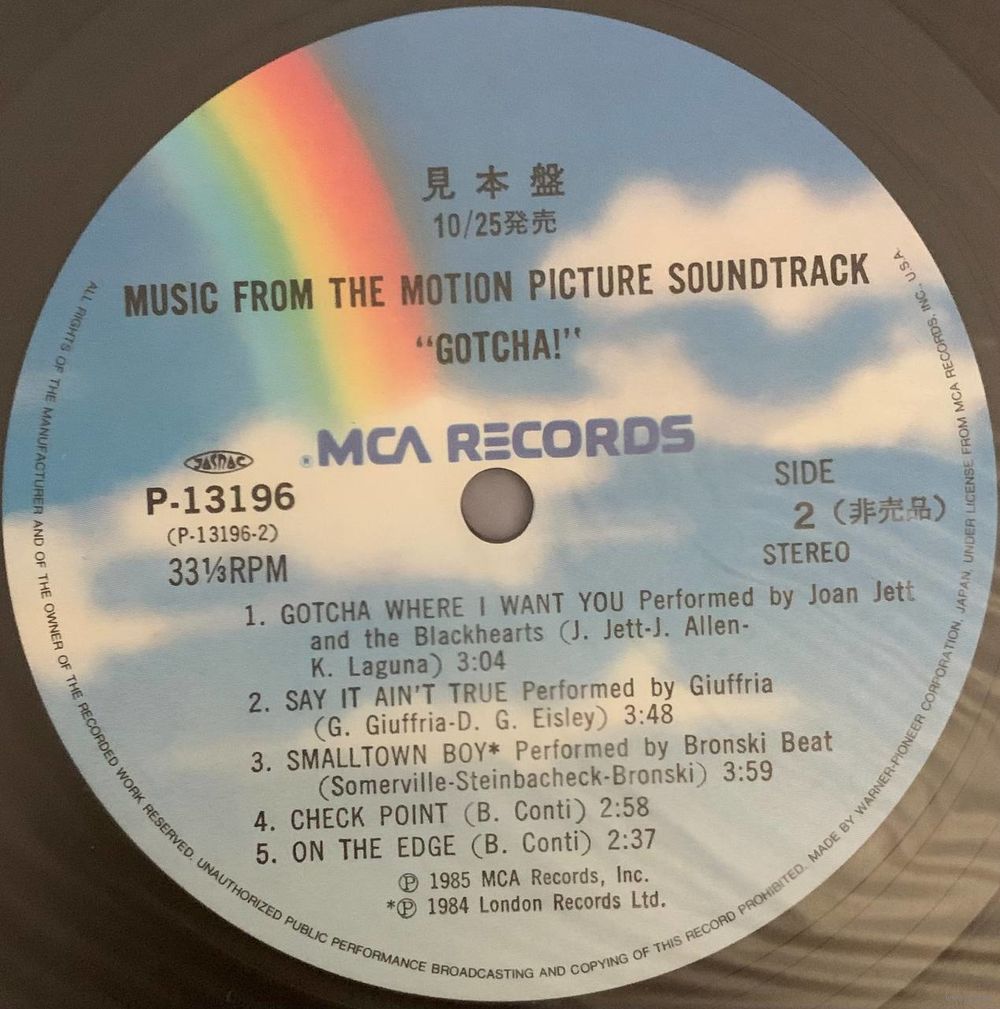 見本盤
10/25発売
MUSIC FROM THE MOTION PICTURE SOUNDTRACK
“GOTCHA!”
® MCA RECORDS
JASRAC
P-13196
(P-13196-2)
33⅓RPM
SIDE
2 (非売品)
STEREO
1. GOTCHA WHERE I WANT YOU Performed by Joan Jett
and the Blackhearts (J. Jett-J. Allen-
K. Laguna) 3:04
2. SAY IT AIN'T TRUE Performed by Giuffria
(G. Giuffria-D. G. Eisley) 3:48
3. SMALLTOWN BOY* Performed by Bronski Beat
(Somerville-Steinbacheck-Bronski) 3:59
4. CHECK POINT (B. Conti) 2:58
5. ON THE EDGE (B. Conti) 2:37
Ⓟ 1985 MCA Records, Inc.
*Ⓟ 1984 London Records Ltd.
ALL RIGHTS OF THE MANUFACTURER AND OF THE OWNER OF THE RECORDED WORK RESERVED. UNAUTHORIZED PUBLIC PERFORMANCE BROADCASTING AND COPYING OF THIS RECORD PROHIBITED. MADE BY WARNER-PIONEER CORPORATION, JAPAN, UNDER LICENSE FROM MCA RECORDS, INC. U.S.A.